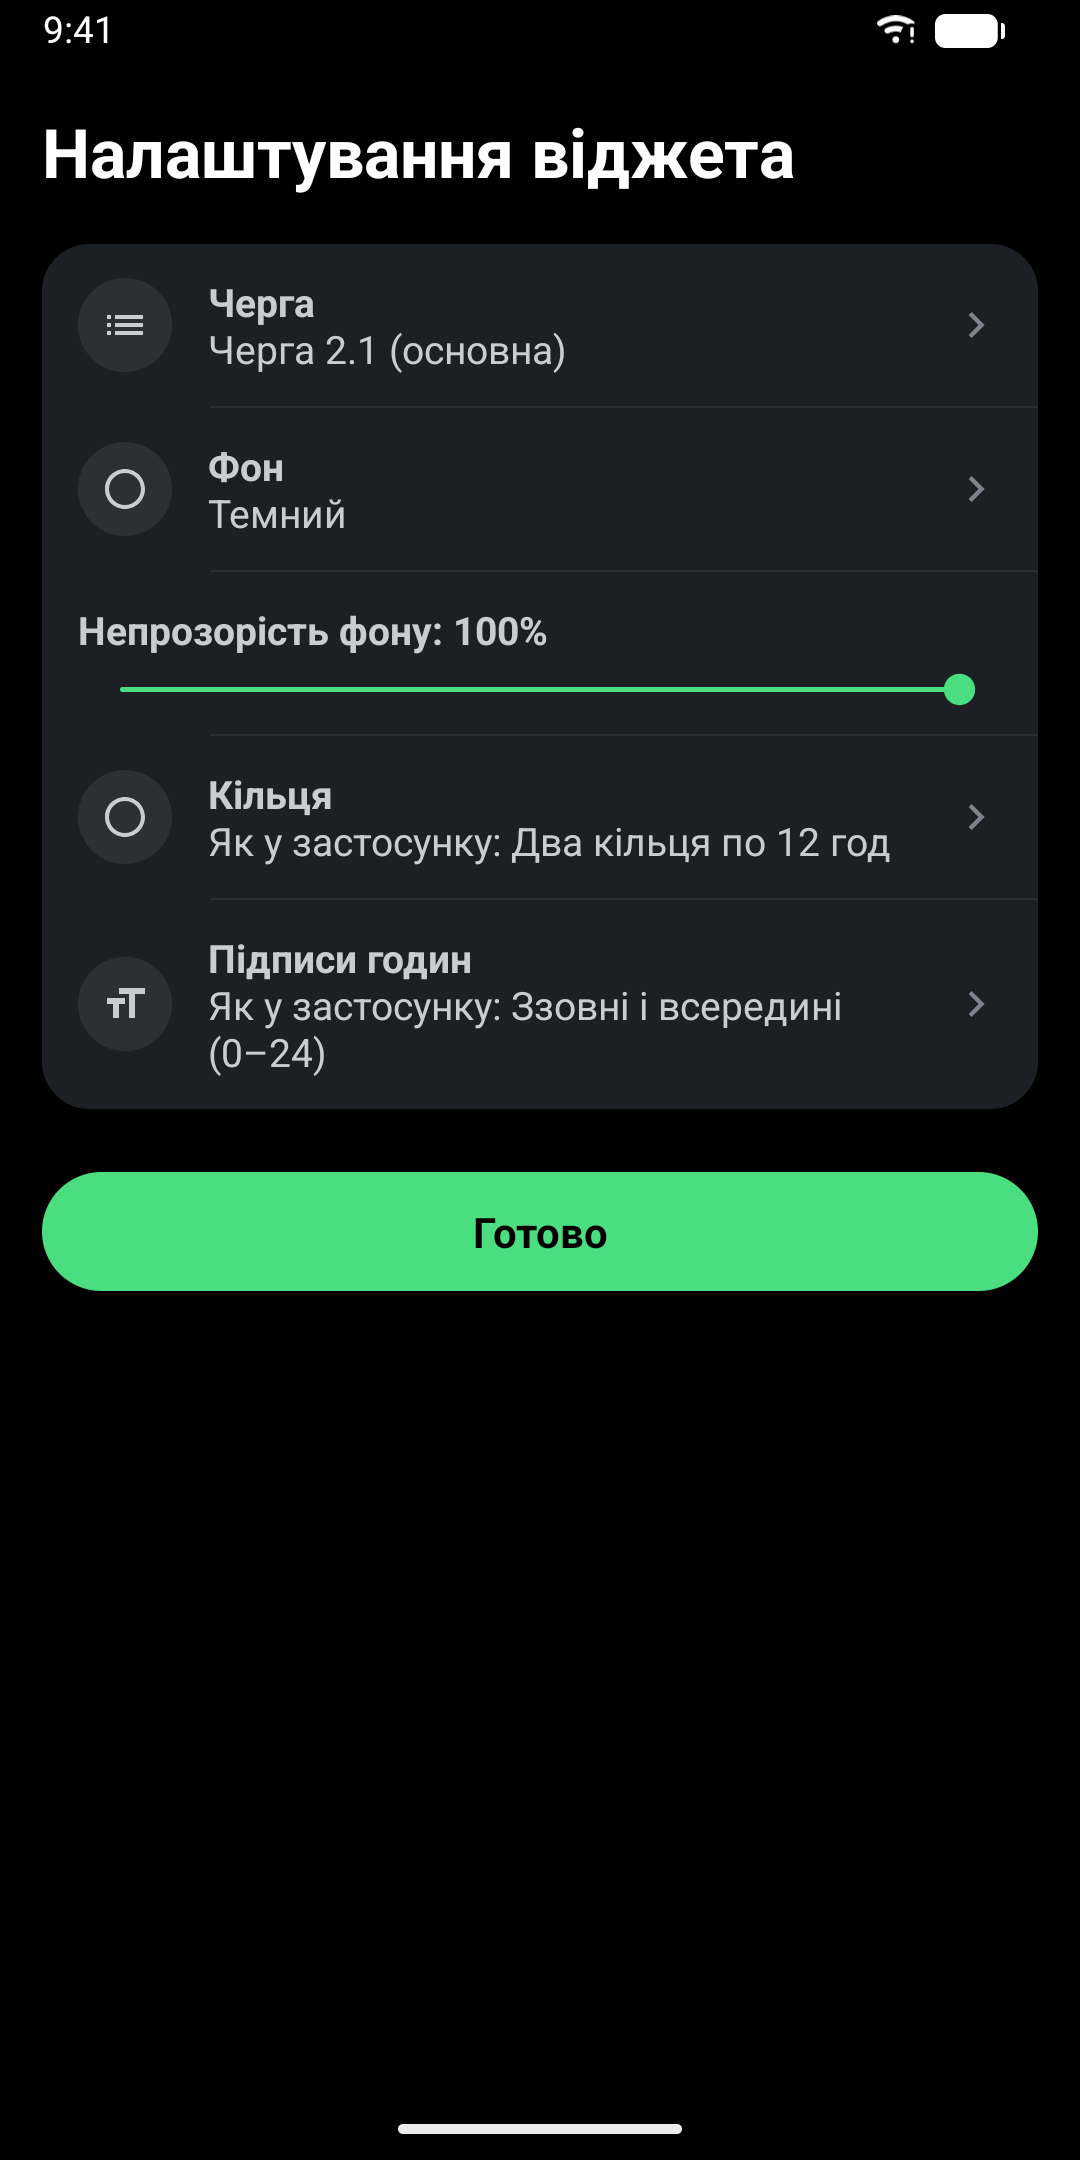 9:41
Налаштування віджета
Черга
Черга 2.1 (основна)
Фон
Темний
Непрозорість фону: 100%
Кільця
Як у застосунку: Два кільця по 12 год
Підписи годин
Як у застосунку: Ззовні і всередині
(0–24)
Готово